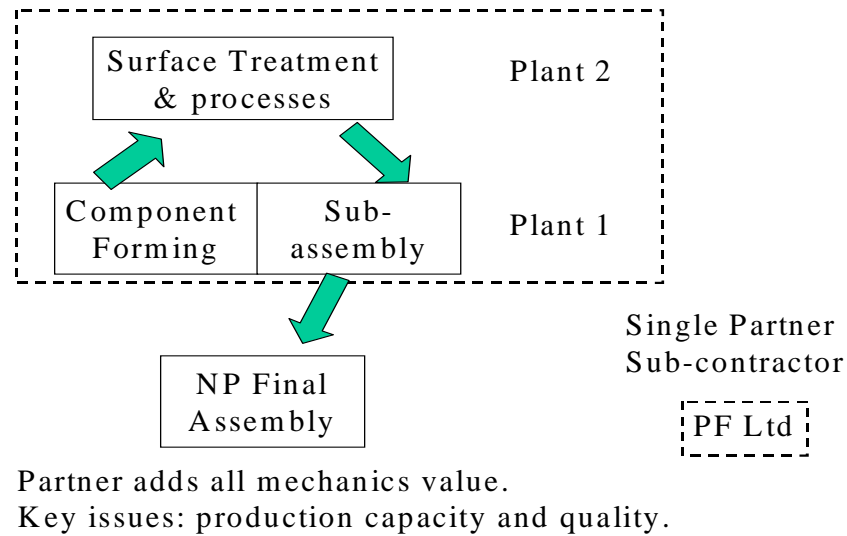 Surface Treatment
& processes
Plant 2
Component
Forming
Sub-
assembly
Plant 1
Single Partner
Sub-contractor
NP Final
Assembly
PF Ltd
Partner adds all mechanics value.
Key issues: production capacity and quality.